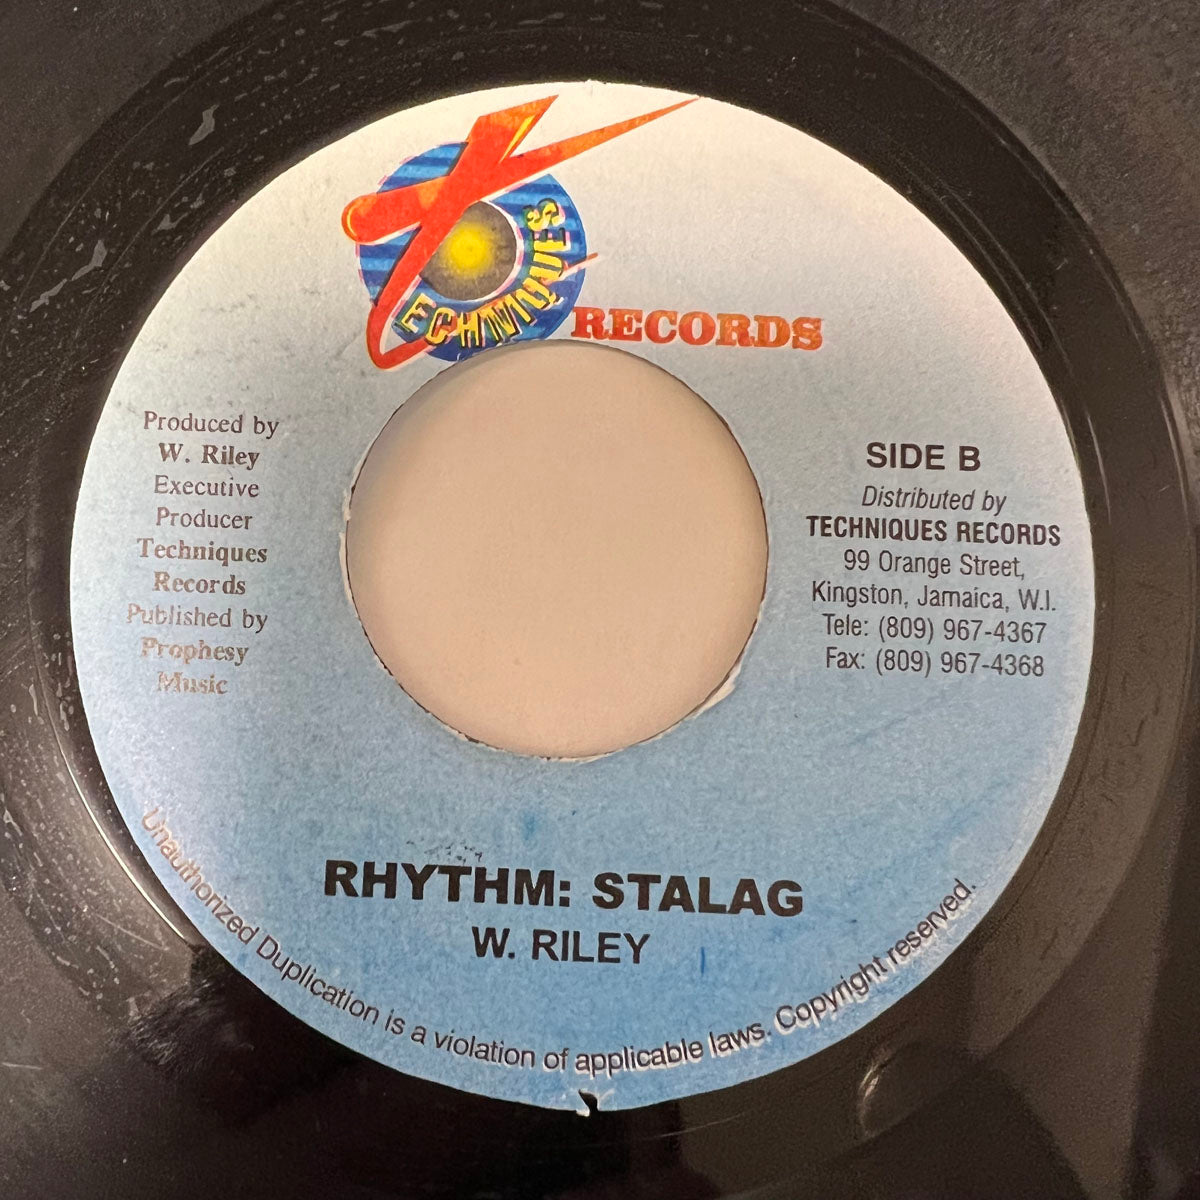 TECHNIQUES
RECORDS
Produced by
W. Riley
Executive
Producer
Techniques
Records
Published by
Prophesy
Music
SIDE B
Distributed by
TECHNIQUES RECORDS
99 Orange Street,
Kingston, Jamaica, W.I.
Tele: (809) 967-4367
Fax: (809) 967-4368
RHYTHM: STALAG
W. RILEY
Unauthorized Duplication is a violation of applicable laws. Copyright reserved.